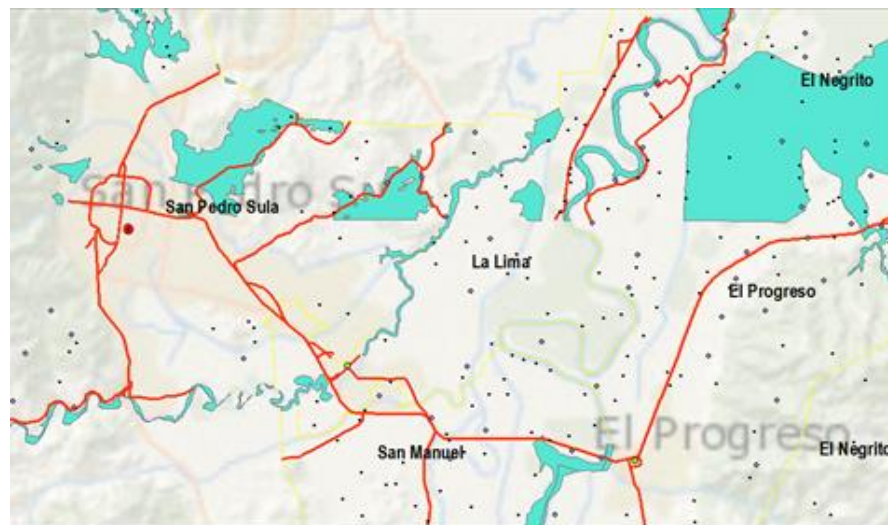 El Negrito
San Pedro Sula
San Pedro Sula
La Lima
El Progreso
El Progreso
San Manuel
El Negrito